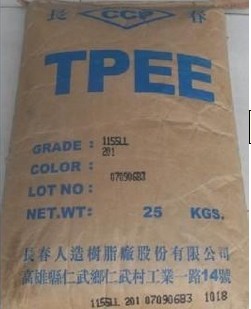 長 CCP 春
TPEE
GRADE : 1155LL
201
COLOR :
LOT NO : 07090683
NET.WT: 25 KGS.
長春人造樹脂廠股份有限公司
高雄縣仁武鄉仁武村工業一路14號
1155LL 201 07090683 1018